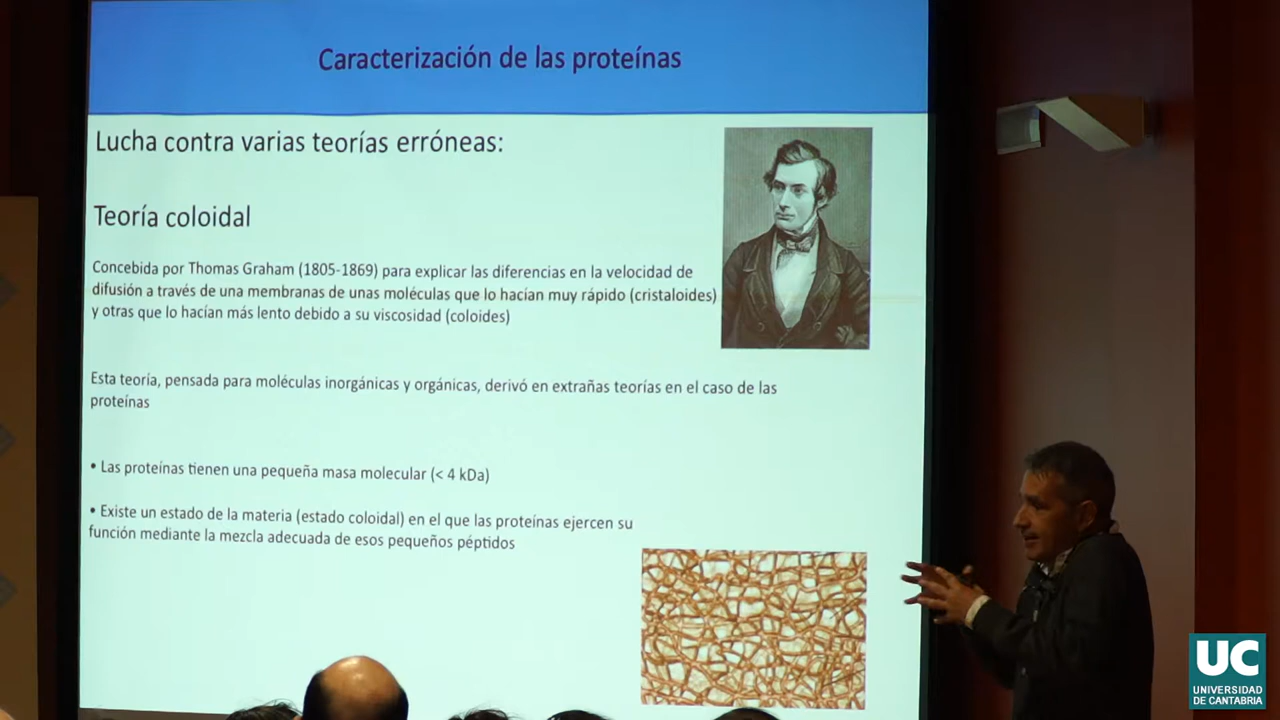 Caracterización de las proteínas
Lucha contra varias teorías erróneas:
Teoría coloidal
Concebida por Thomas Graham (1805-1869) para explicar las diferencias en la velocidad de
difusión a través de una membranas de unas moléculas que lo hacían muy rápido (cristaloides)
y otras que lo hacían más lento debido a su viscosidad (coloides)
Esta teoría, pensada para moléculas inorgánicas y orgánicas, derivó en extrañas teorías en el caso de las
proteínas
• Las proteínas tienen una pequeña masa molecular (< 4 kDa)
• Existe un estado de la materia (estado coloidal) en el que las proteínas ejercen su
función mediante la mezcla adecuada de esos pequeños péptidos
UC
UNIVERSIDAD
DE CANTABRIA